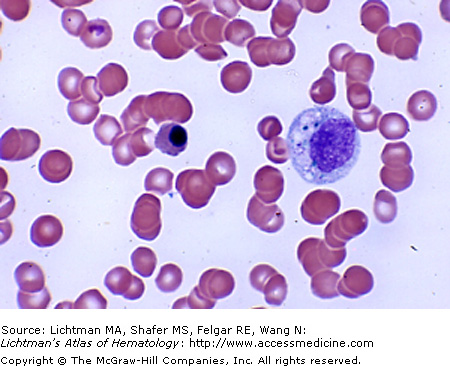 Source: Lichtman MA, Shafer MS, Felgar RE, Wang N:
Lichtman's Atlas of Hematology: http://www.accessmedicine.com
Copyright © The McGraw-Hill Companies, Inc. All rights reserved.